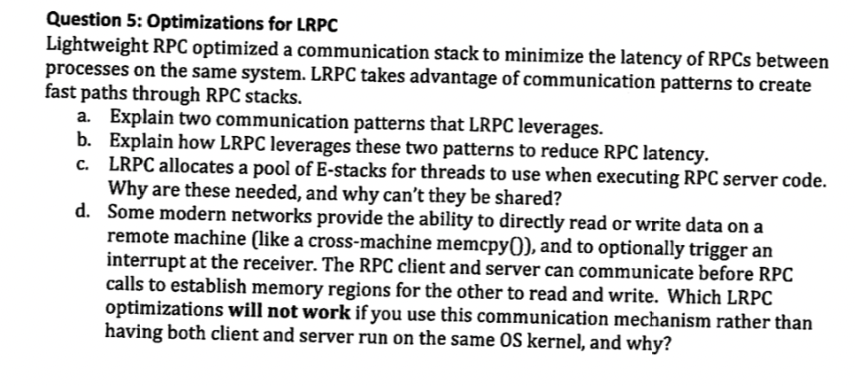 Question 5: Optimizations for LRPC
Lightweight RPC optimized a communication stack to minimize the latency of RPCs between
processes on the same system. LRPC takes advantage of communication patterns to create
fast paths through RPC stacks.
a. Explain two communication patterns that LRPC leverages.
b. Explain how LRPC leverages these two patterns to reduce RPC latency.
c. LRPC allocates a pool of E-stacks for threads to use when executing RPC server code.
Why are these needed, and why can't they be shared?
d. Some modern networks provide the ability to directly read or write data on a
remote machine (like a cross-machine memcpy()), and to optionally trigger an
interrupt at the receiver. The RPC client and server can communicate before RPC
calls to establish memory regions for the other to read and write. Which LRPC
optimizations will not work if you use this communication mechanism rather than
having both client and server run on the same OS kernel, and why?